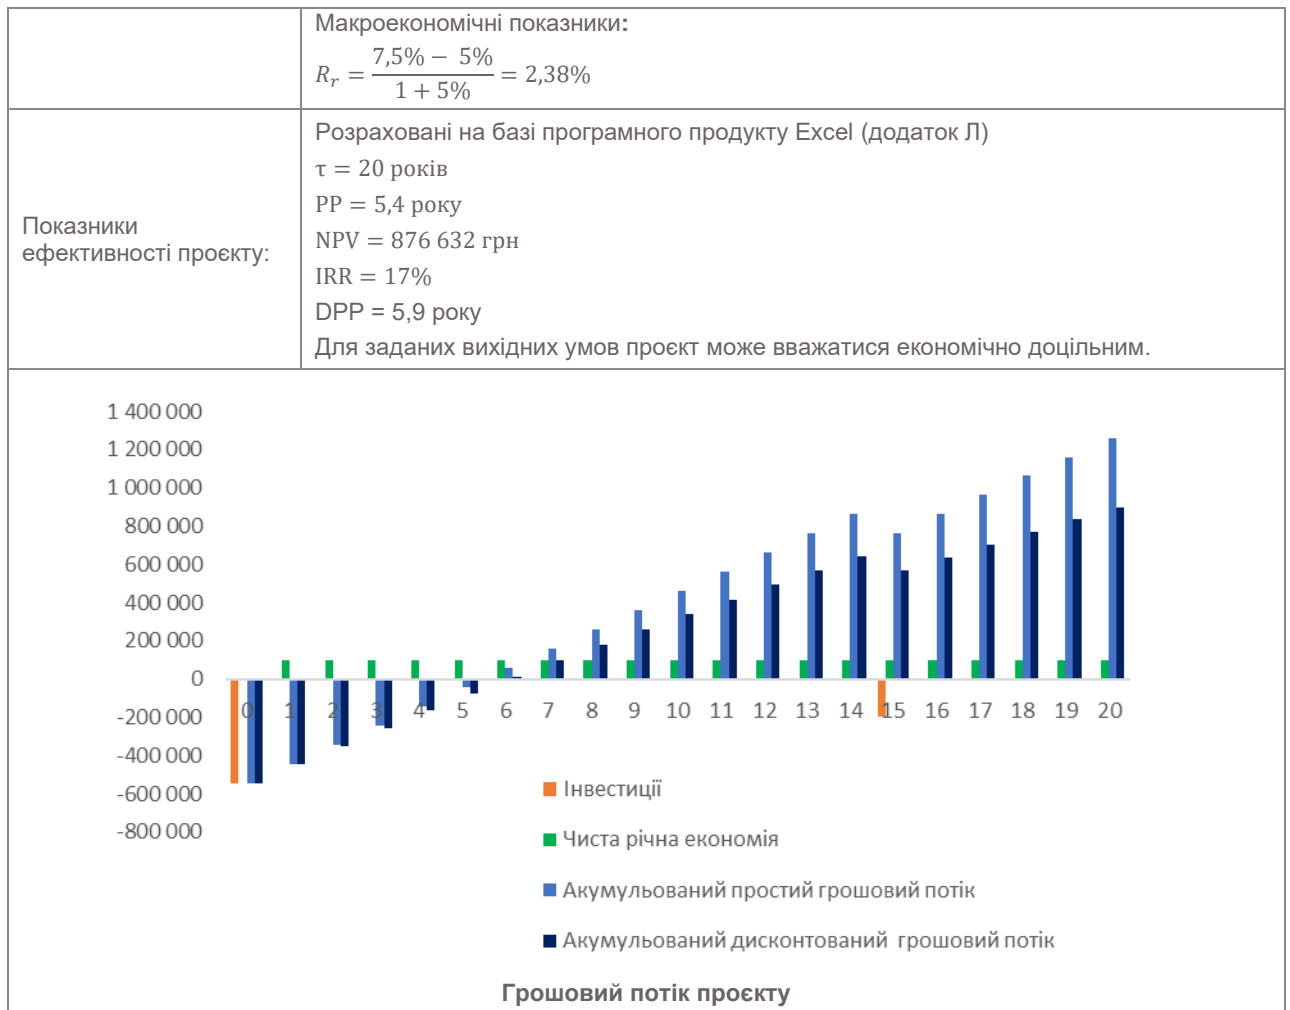 Макроекономічні показники:
R_r = (7,5% − 5%) / (1 + 5%) = 2,38%
Показники
ефективності проєкту:
Розраховані на базі програмного продукту Excel (додаток Л)
τ = 20 років
PP = 5,4 року
NPV = 876 632 грн
IRR = 17%
DPP = 5,9 року
Для заданих вихідних умов проєкт може вважатися економічно доцільним.
1 400 000
1 200 000
1 000 000
800 000
600 000
400 000
200 000
0
-200 000
-400 000
-600 000
-800 000
0 1 2 3 4 5 6 7 8 9 10 11 12 13 14 15 16 17 18 19 20
Інвестиції
Чиста річна економія
Акумульований простий грошовий потік
Акумульований дисконтований грошовий потік
Грошовий потік проєкту